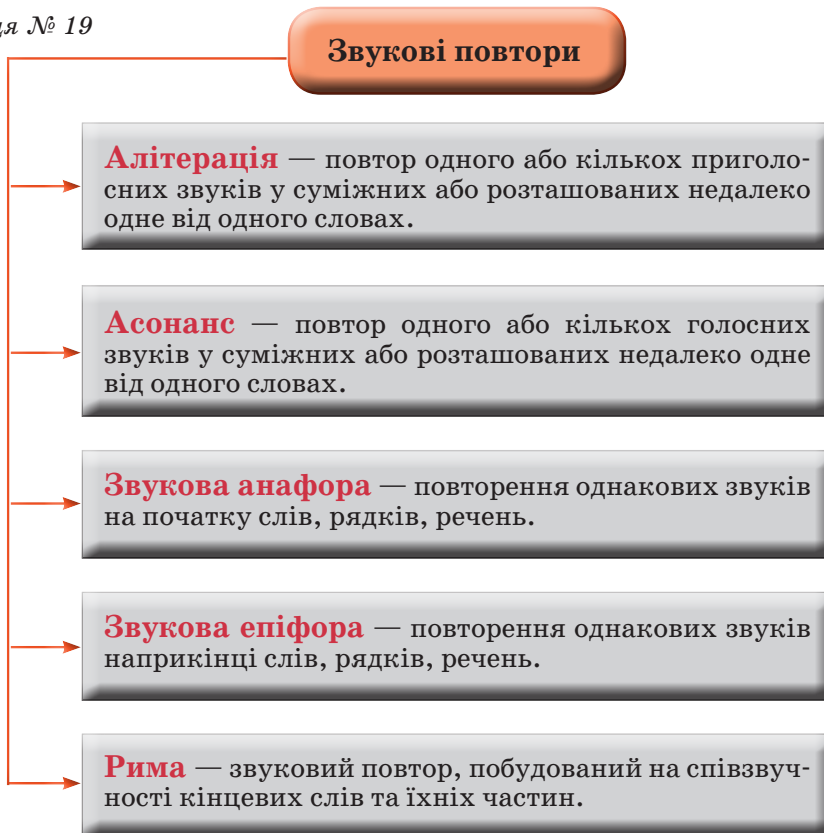 ця № 19
Звукові повтори
Алітерація — повтор одного або кількох приголо-
сних звуків у суміжних або розташованих недалеко
одне від одного словах.
Асонанс — повтор одного або кількох голосних
звуків у суміжних або розташованих недалеко одне
від одного словах.
Звукова анафора — повторення однакових звуків
на початку слів, рядків, речень.
Звукова епіфора — повторення однакових звуків
наприкінці слів, рядків, речень.
Рима — звуковий повтор, побудований на співзвуч-
ності кінцевих слів та їхніх частин.